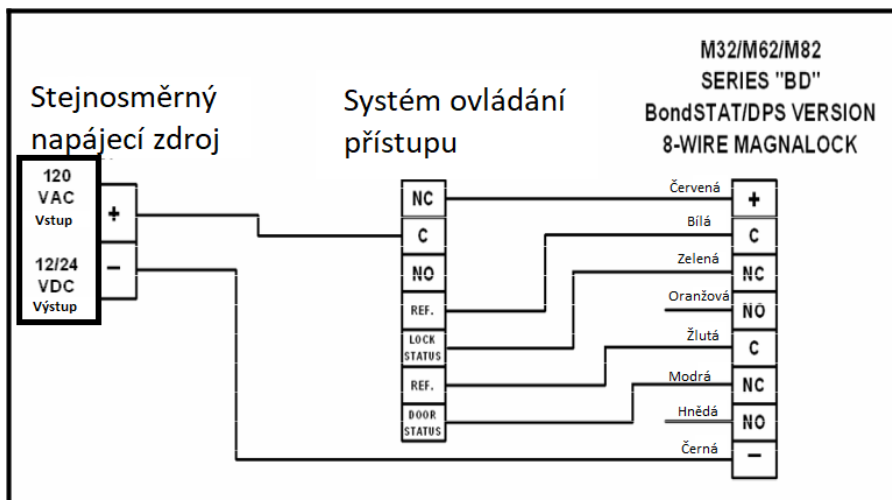 M32/M62/M82
SERIES "BD"
BondSTAT/DPS VERSION
8-WIRE MAGNALOCK
Stejnosměrný
napájecí zdroj
Systém ovládání
přístupu
120
VAC
Vstup
12/24
VDC
Výstup
+
−
NC
C
NO
REF.
LOCK
STATUS
REF.
DOOR
STATUS
Červená
Bílá
Zelená
Oranžová
Žlutá
Modrá
Hnědá
Černá
+
C
NC
NO
C
NC
NO
−